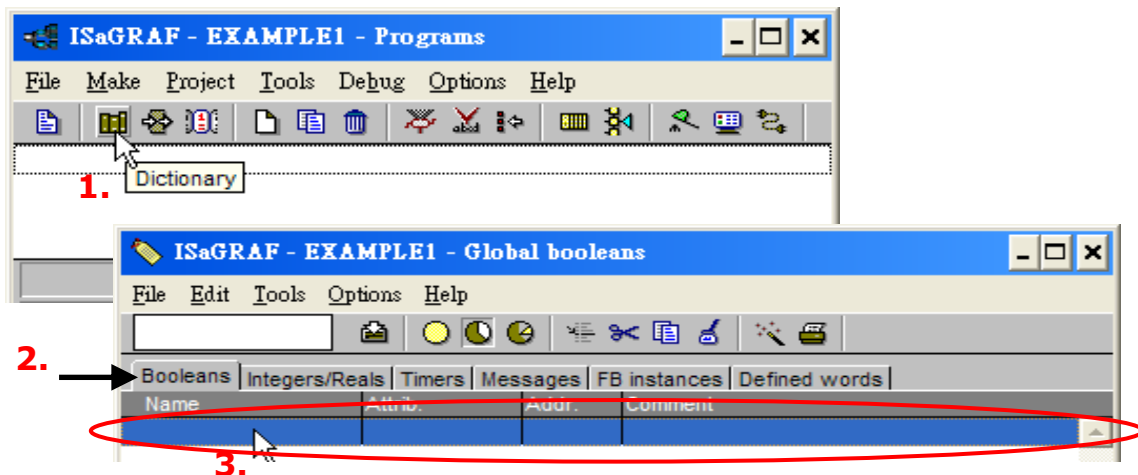 ISaGRAF - EXAMPLE1 - Programs
File Make Project Tools Debug Options Help
1.
Dictionary
ISaGRAF - EXAMPLE1 - Global booleans
File Edit Tools Options Help
2.
Booleans Integers/Reals Timers Messages FB instances Defined words
Name Attrib. Addr. Comment
3.